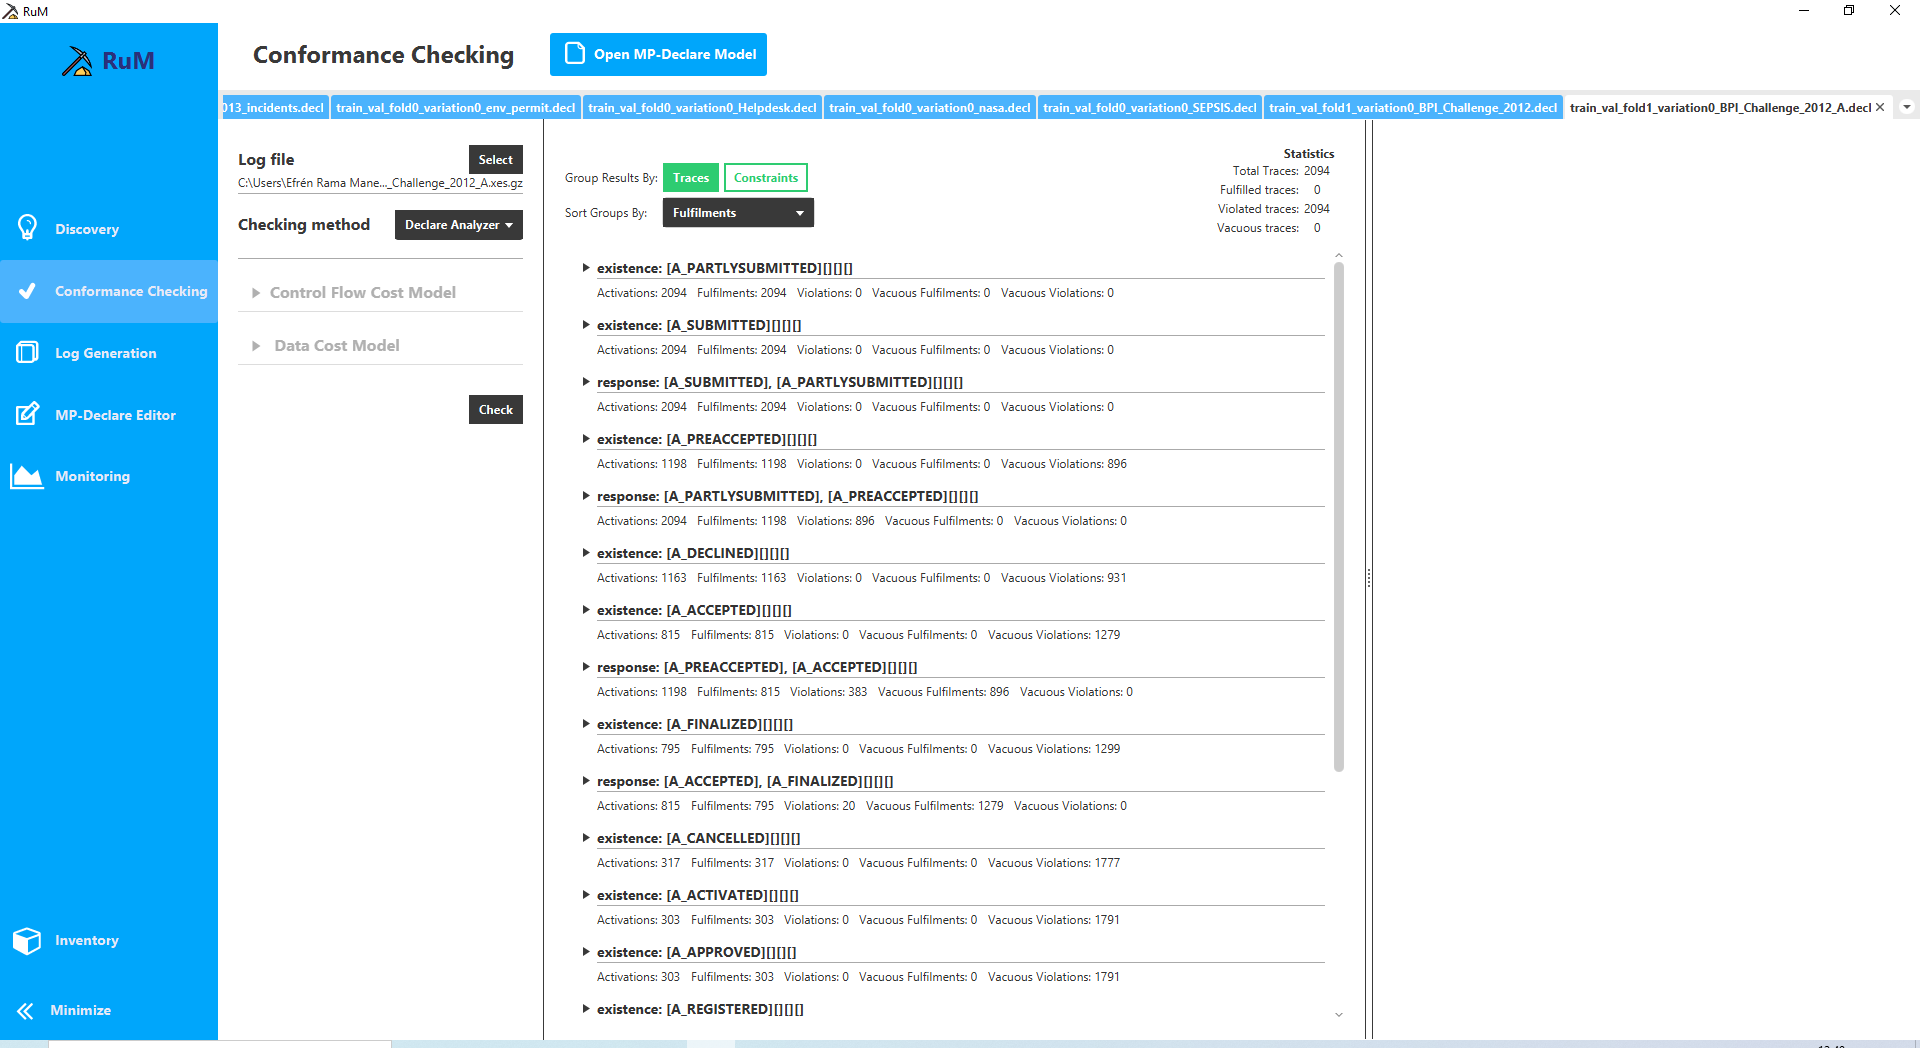 RuM
RuM
Conformance Checking
Open MP-Declare Model
013_incidents.decl
train_val_fold0_variation0_env_permit.decl
train_val_fold0_variation0_Helpdesk.decl
train_val_fold0_variation0_nasa.decl
train_val_fold0_variation0_SEPSIS.decl
train_val_fold1_variation0_BPI_Challenge_2012.decl
train_val_fold1_variation0_BPI_Challenge_2012_A.decl
Discovery
Conformance Checking
Log Generation
MP-Declare Editor
Monitoring
Inventory
Minimize
Log file
Select
C:\Users\Efrén Rama Mane..._Challenge_2012_A.xes.gz
Checking method
Declare Analyzer
Control Flow Cost Model
Data Cost Model
Check
Group Results By: Traces Constraints
Sort Groups By: Fulfilments
Statistics
Total Traces: 2094
Fulfilled traces: 0
Violated traces: 2094
Vacuous traces: 0
existence: [A_PARTLYSUBMITTED][][][]
Activations: 2094 Fulfilments: 2094 Violations: 0 Vacuous Fulfilments: 0 Vacuous Violations: 0
existence: [A_SUBMITTED][][][]
Activations: 2094 Fulfilments: 2094 Violations: 0 Vacuous Fulfilments: 0 Vacuous Violations: 0
response: [A_SUBMITTED], [A_PARTLYSUBMITTED][][][]
Activations: 2094 Fulfilments: 2094 Violations: 0 Vacuous Fulfilments: 0 Vacuous Violations: 0
existence: [A_PREACCEPTED][][][]
Activations: 1198 Fulfilments: 1198 Violations: 0 Vacuous Fulfilments: 0 Vacuous Violations: 896
response: [A_PARTLYSUBMITTED], [A_PREACCEPTED][][][]
Activations: 2094 Fulfilments: 1198 Violations: 896 Vacuous Fulfilments: 0 Vacuous Violations: 0
existence: [A_DECLINED][][][]
Activations: 1163 Fulfilments: 1163 Violations: 0 Vacuous Fulfilments: 0 Vacuous Violations: 931
existence: [A_ACCEPTED][][][]
Activations: 815 Fulfilments: 815 Violations: 0 Vacuous Fulfilments: 0 Vacuous Violations: 1279
response: [A_PREACCEPTED], [A_ACCEPTED][][][]
Activations: 1198 Fulfilments: 815 Violations: 383 Vacuous Fulfilments: 896 Vacuous Violations: 0
existence: [A_FINALIZED][][][]
Activations: 795 Fulfilments: 795 Violations: 0 Vacuous Fulfilments: 0 Vacuous Violations: 1299
response: [A_ACCEPTED], [A_FINALIZED][][][]
Activations: 815 Fulfilments: 795 Violations: 20 Vacuous Fulfilments: 1279 Vacuous Violations: 0
existence: [A_CANCELLED][][][]
Activations: 317 Fulfilments: 317 Violations: 0 Vacuous Fulfilments: 0 Vacuous Violations: 1777
existence: [A_ACTIVATED][][][]
Activations: 303 Fulfilments: 303 Violations: 0 Vacuous Fulfilments: 0 Vacuous Violations: 1791
existence: [A_APPROVED][][][]
Activations: 303 Fulfilments: 303 Violations: 0 Vacuous Fulfilments: 0 Vacuous Violations: 1791
existence: [A_REGISTERED][][][]